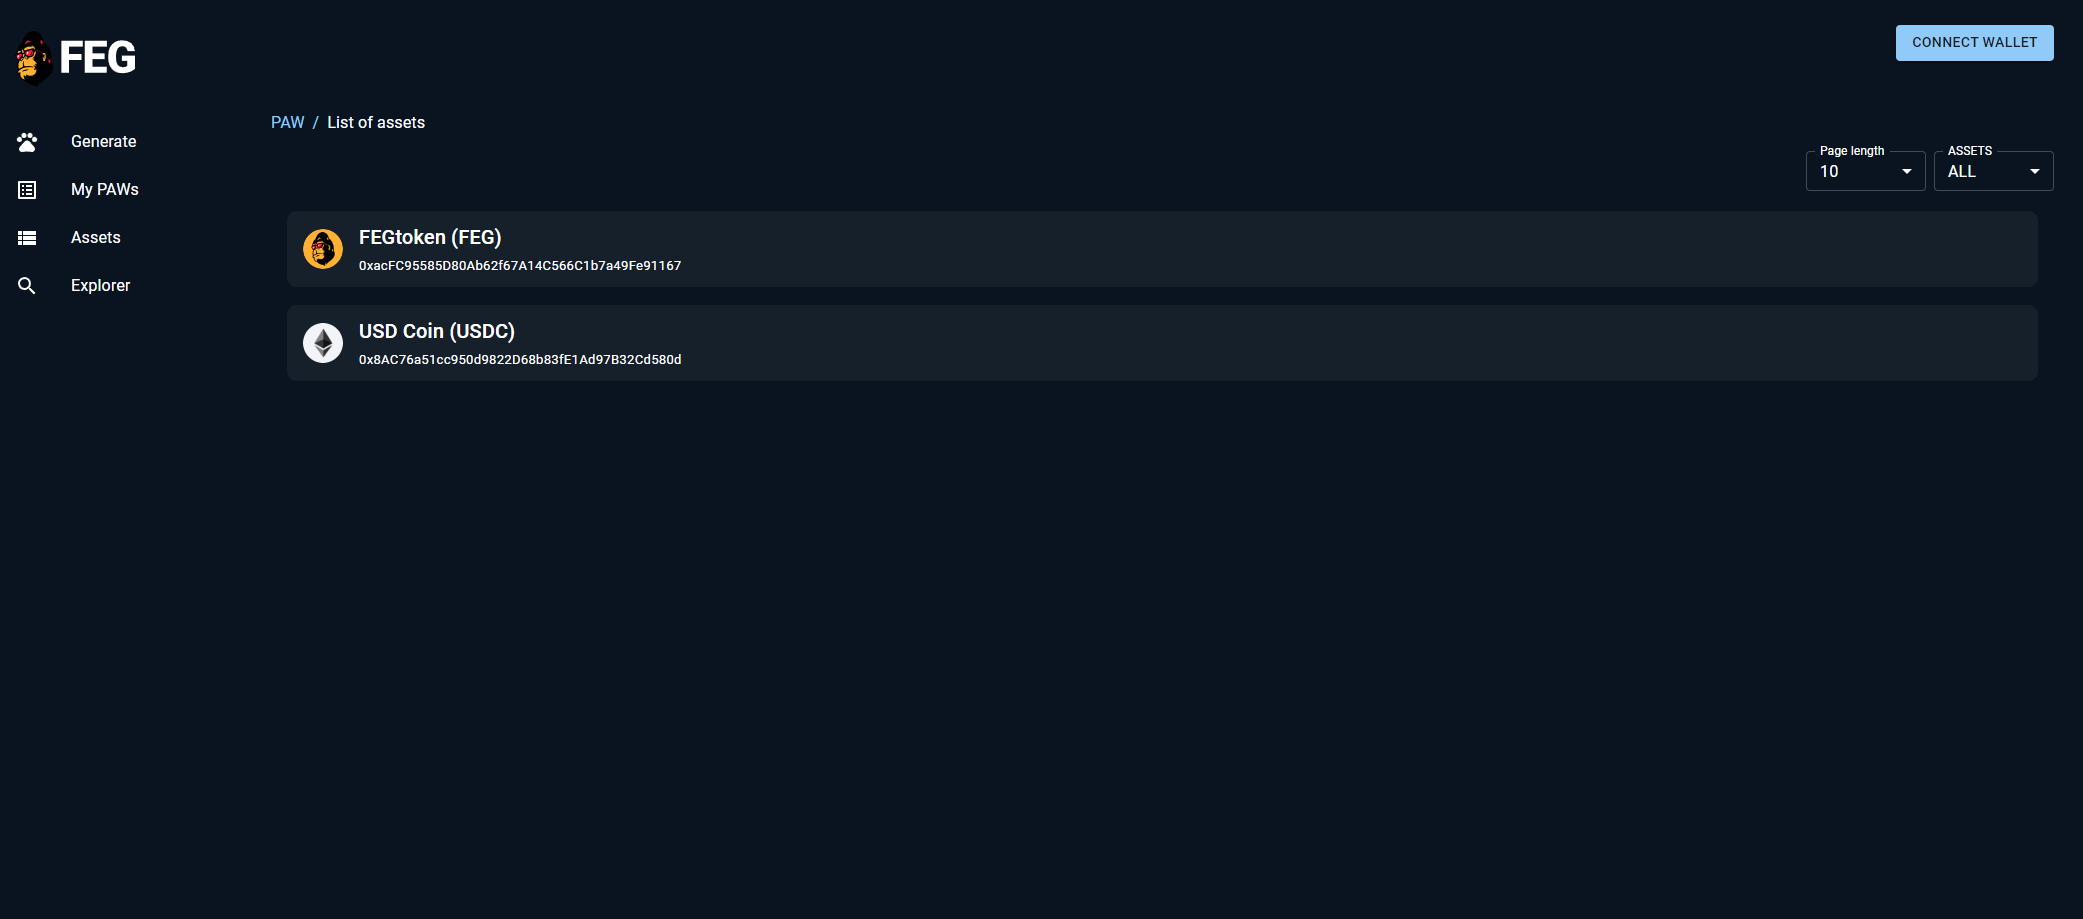 FEG
CONNECT WALLET
Generate
My PAWs
Assets
Explorer
PAW / List of assets
Page length
10
ASSETS
ALL
FEGtoken (FEG)
0xacFC95585D80Ab62f67A14C566C1b7a49Fe91167
USD Coin (USDC)
0x8AC76a51cc950d9822D68b83fE1Ad97B32Cd580d